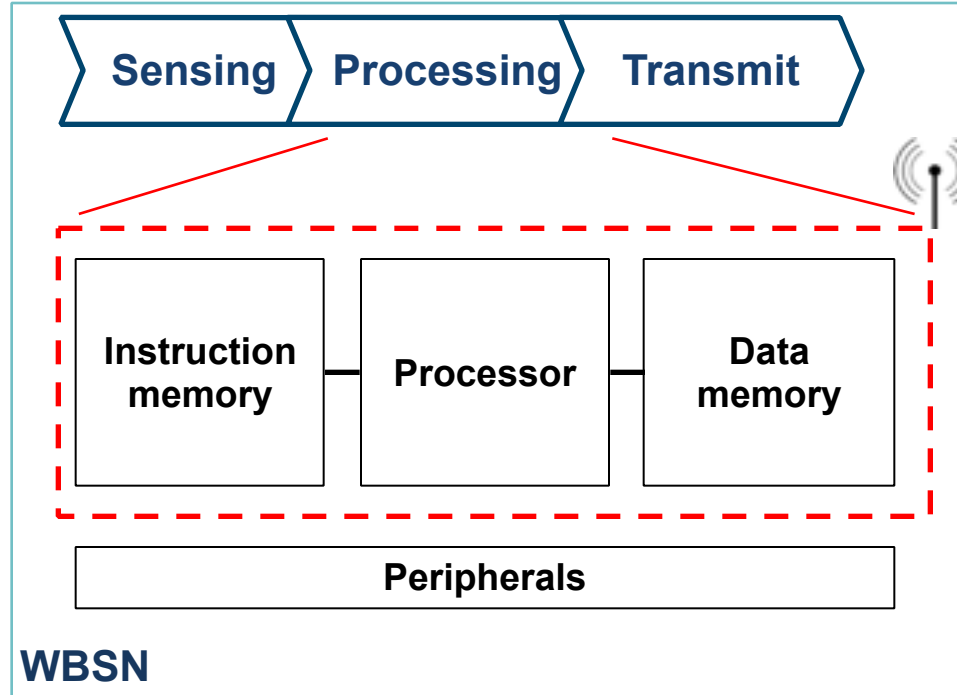 Sensing
Processing
Transmit
Instruction
memory
Processor
Data
memory
Peripherals
WBSN